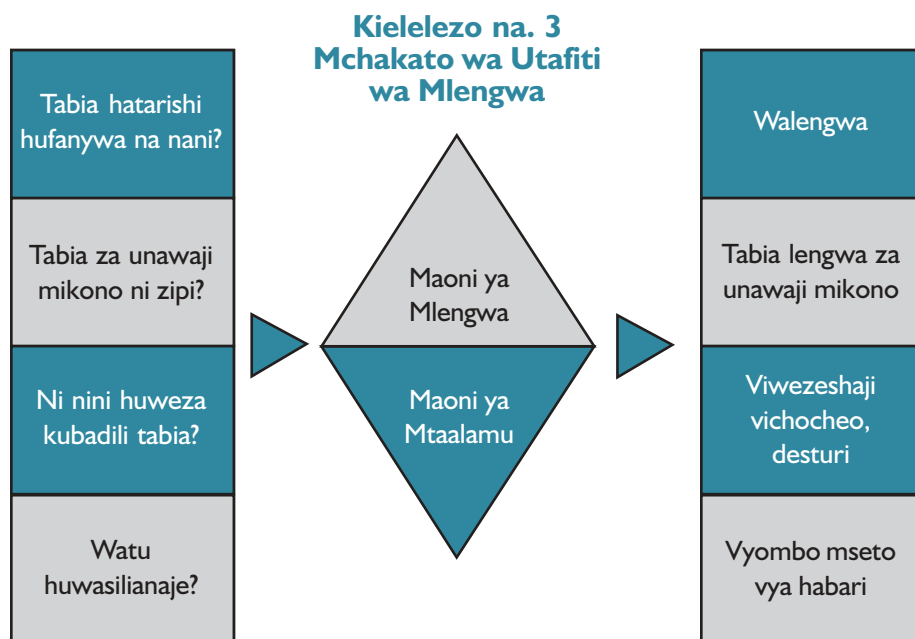 Kielelezo na. 3
Mchakato wa Utafiti
wa Mlengwa
Tabia hatarishi
hufanywa na nani?
Tabia za unawaji
mikono ni zipi?
Ni nini huweza
kubadili tabia?
Watu
huwasilianaje?
Maoni ya
Mlengwa
Maoni ya
Mtaalamu
Walengwa
Tabia lengwa za
unawaji mikono
Viwezeshaji
vichocheo,
desturi
Vyombo mseto
vya habari